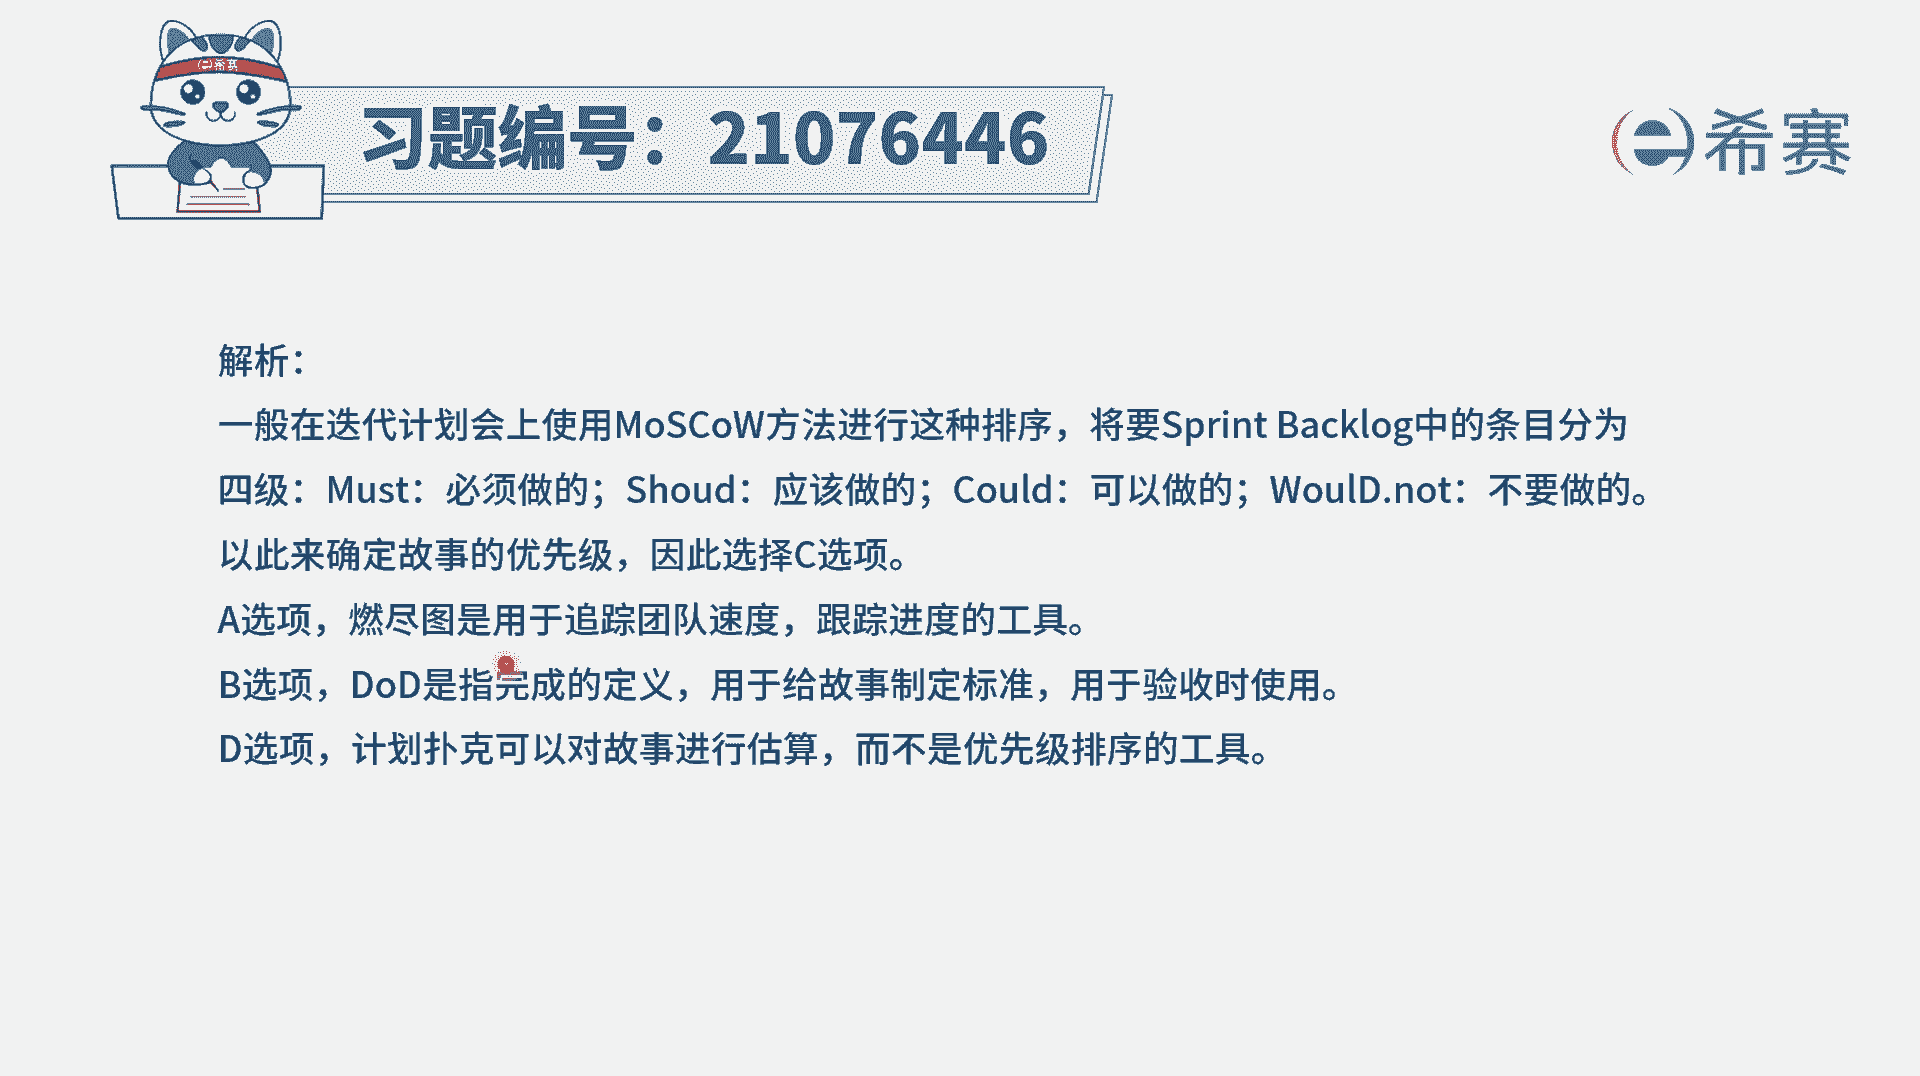 e希赛
习题编号：21076446
e希赛
解析：
一般在迭代计划会上使用MoSCoW方法进行这种排序，将要Sprint Backlog中的条目分为
四级：Must：必须做的；Shoud：应该做的；Could：可以做的；WoulD.not：不要做的。
以此来确定故事的优先级，因此选择C选项。
A选项，燃尽图是用于追踪团队速度，跟踪进度的工具。
B选项，DoD是指完成的定义，用于给故事制定标准，用于验收时使用。
D选项，计划扑克可以对故事进行估算，而不是优先级排序的工具。